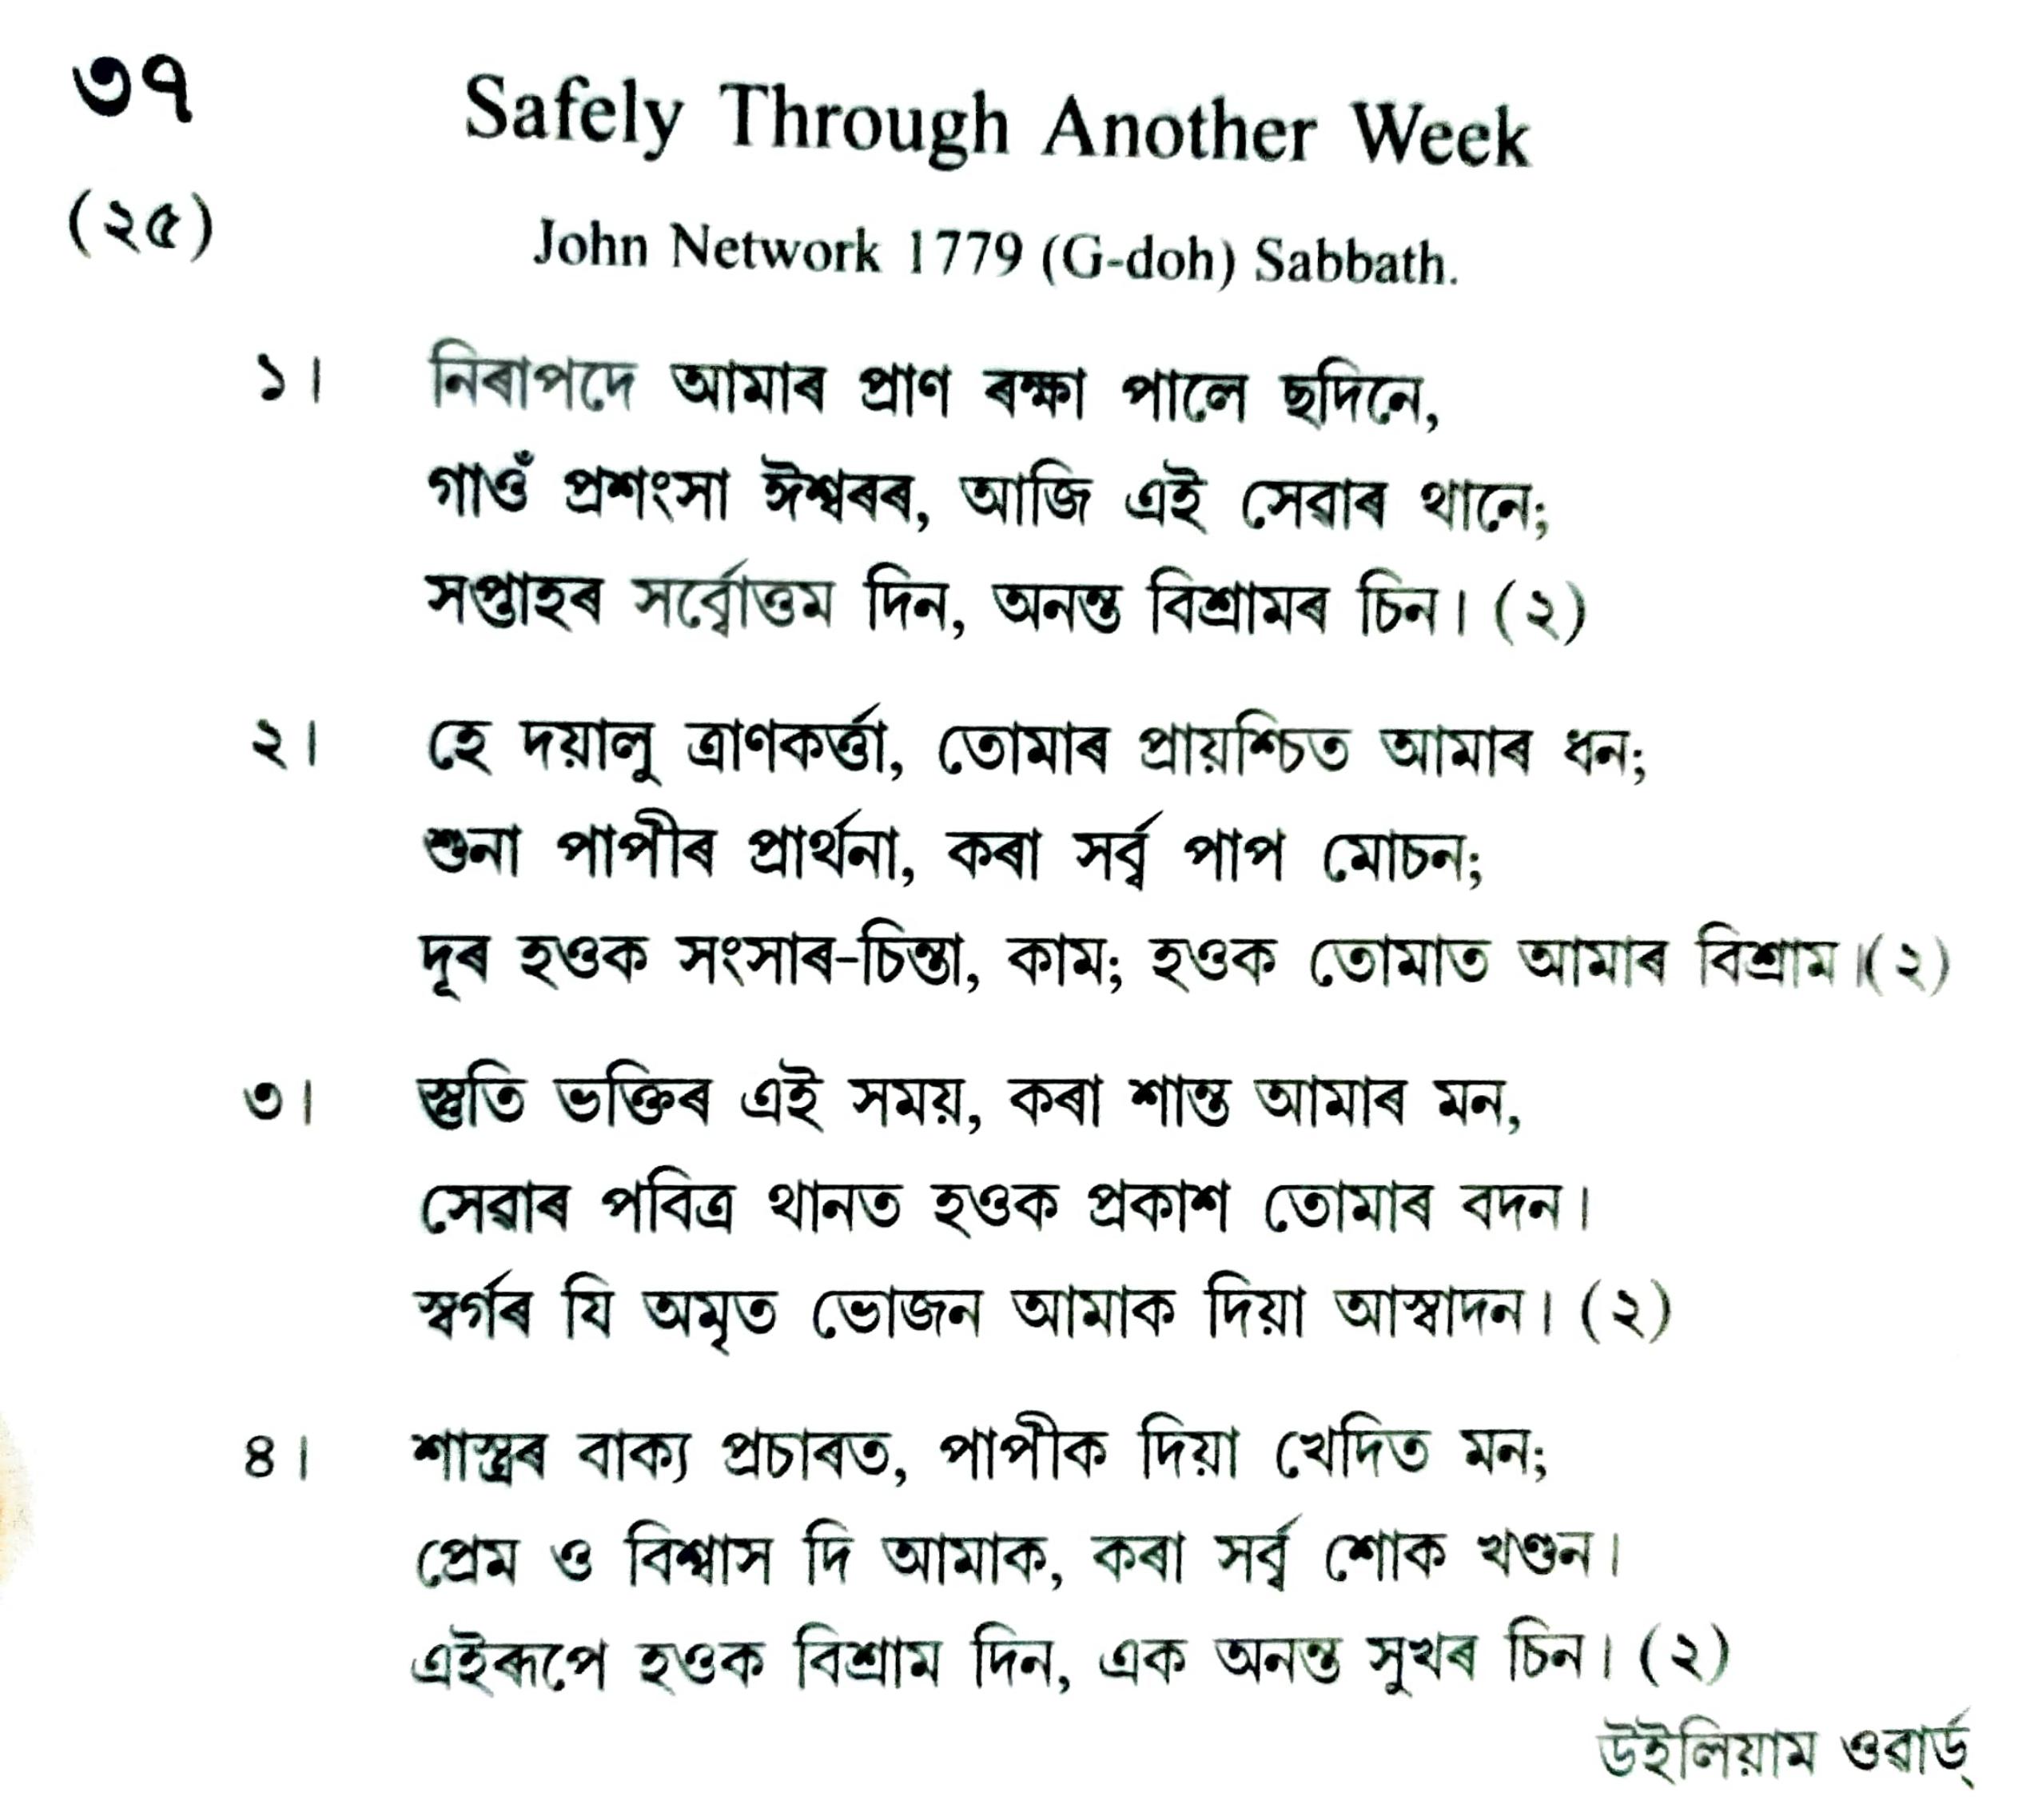 ৩৭
Safely Through Another Week
(২৫)
John Network 1779 (G-doh) Sabbath.
১। নিৰাপদে আমাৰ প্ৰাণ ৰক্ষা পালে ছদিনে,
গাওঁ প্ৰশংসা ঈশ্বৰৰ, আজি এই সেৱাৰ থানে;
সপ্তাহৰ সৰ্ব্বোত্তম দিন, অনন্ত বিশ্ৰামৰ চিন। (২)
২। হে দয়ালু ত্ৰাণকৰ্ত্তা, তোমাৰ প্ৰায়শ্চিত আমাৰ ধন;
শুনা পাপীৰ প্ৰাৰ্থনা, কৰা সৰ্ব্ব পাপ মোচন;
দূৰ হওক সংসাৰ-চিন্তা, কাম; হওক তোমাত আমাৰ বিশ্ৰাম।(২)
৩। স্তুতি ভক্তিৰ এই সময়, কৰা শান্ত আমাৰ মন,
সেৱাৰ পবিত্ৰ থানত হওক প্ৰকাশ তোমাৰ বদন।
স্বৰ্গৰ যি অমৃত ভোজন আমাক দিয়া আস্বাদন। (২)
৪। শাস্ত্ৰৰ বাক্য প্ৰচাৰত, পাপীক দিয়া খেদিত মন;
প্ৰেম ও বিশ্বাস দি আমাক, কৰা সৰ্ব্ব শোক খণ্ডন।
এইৰূপে হওক বিশ্ৰাম দিন, এক অনন্ত সুখৰ চিন। (২)
উইলিয়াম ওৱাৰ্ড্